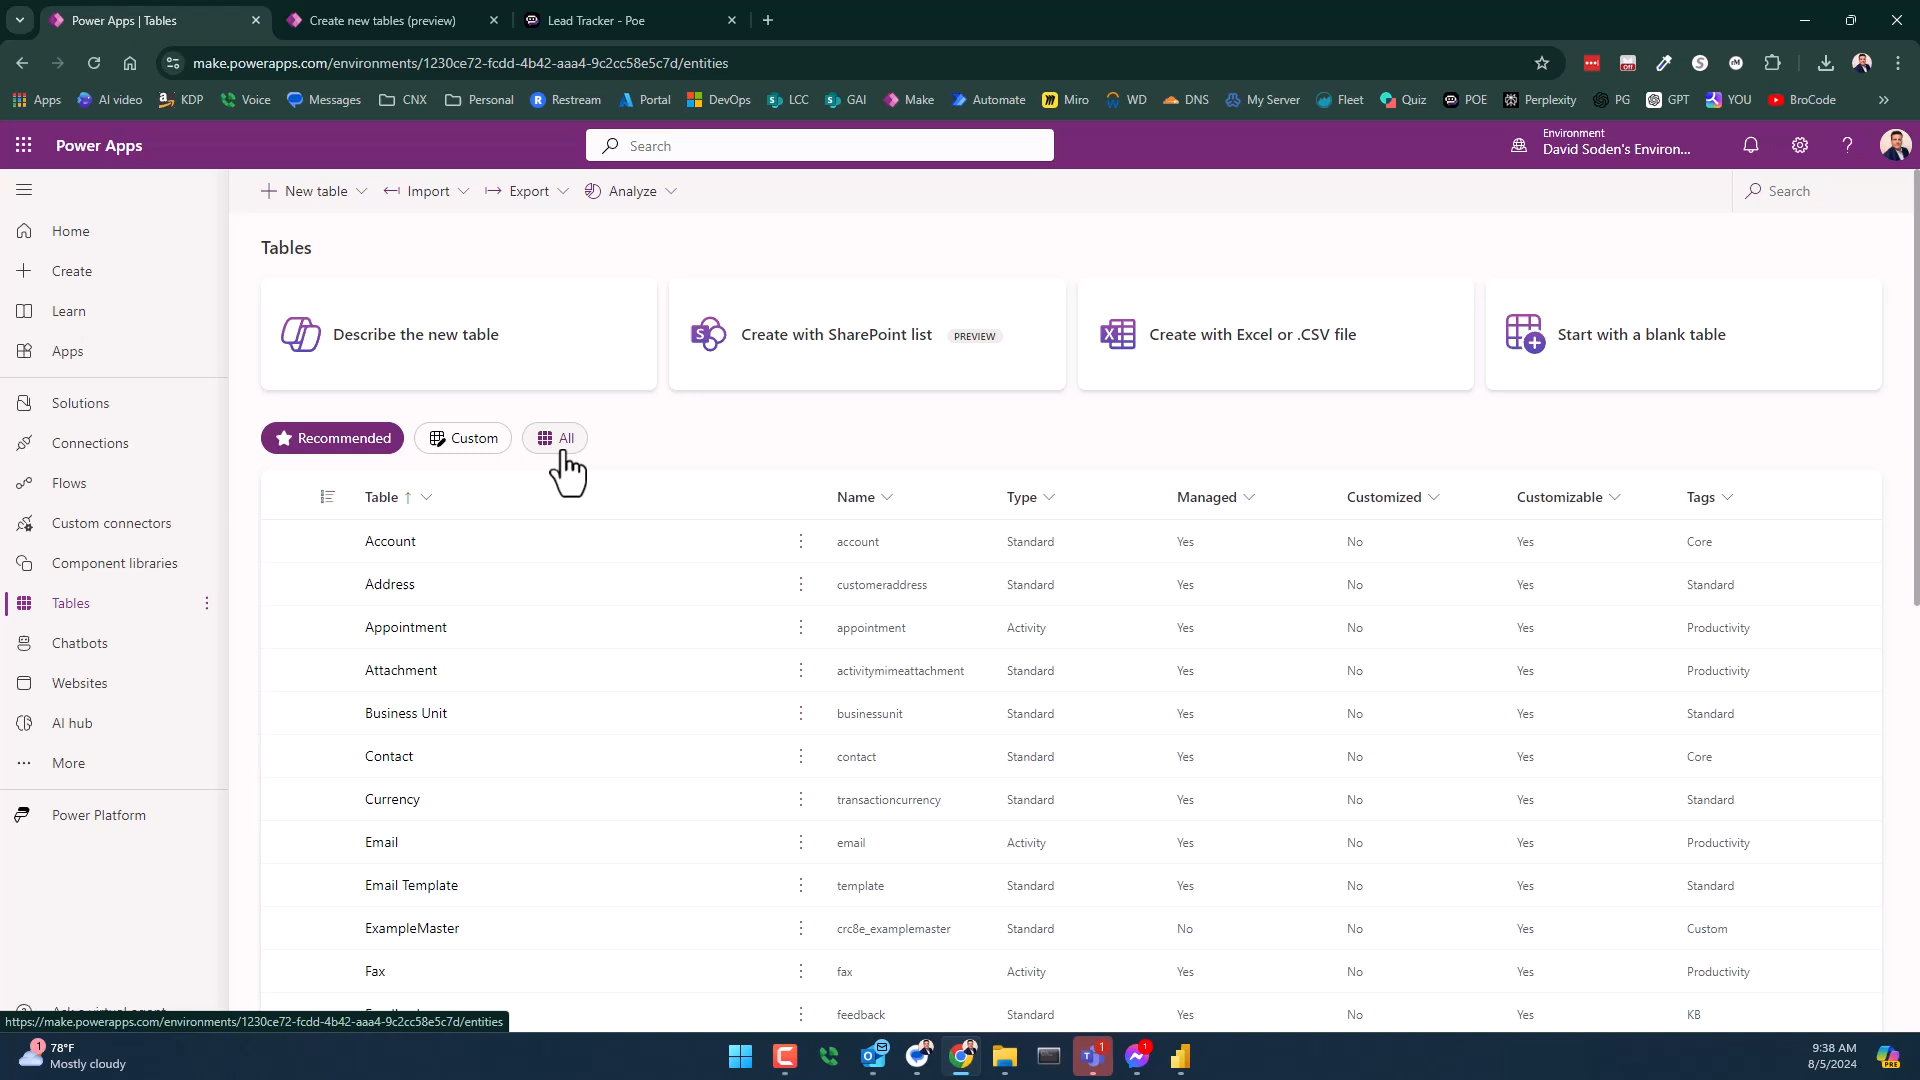 Power Apps | Tables
Create new tables (preview)
Lead Tracker - Poe
make.powerapps.com/environments/1230ce72-fcdd-4b42-aaa4-9c2cc58e5c7d/entities
Apps AI video KDP Voice Messages CNX Personal Restream Portal DevOps LCC GAI Make Automate Miro WD DNS My Server Fleet Quiz POE Perplexity PG GPT YOU BroCode
Power Apps
Search
Environment
David Soden's Environ...
New table Import Export Analyze
Search
Home
Create
Learn
Apps
Solutions
Connections
Flows
Custom connectors
Component libraries
Tables
Chatbots
Websites
AI hub
More
Power Platform
Tables
Describe the new table
Create with SharePoint list PREVIEW
Create with Excel or .CSV file
Start with a blank table
Recommended Custom All
Table Name Type Managed Customized Customizable Tags
Account account Standard Yes No Yes Core
Address customeraddress Standard Yes No Yes Standard
Appointment appointment Activity Yes No Yes Productivity
Attachment activitymimeattachment Standard Yes No Yes Productivity
Business Unit businessunit Standard Yes No Yes Standard
Contact contact Standard Yes No Yes Core
Currency transactioncurrency Standard Yes No Yes Standard
Email email Activity Yes No Yes Productivity
Email Template template Standard Yes No Yes Standard
ExampleMaster crc8e_examplemaster Standard No No Yes Custom
Fax fax Activity Yes No Yes Productivity
feedback Standard Yes No Yes KB
https://make.powerapps.com/environments/1230ce72-fcdd-4b42-aaa4-9c2cc58e5c7d/entities
1
78°F
Mostly cloudy
1
1
9:38 AM
8/5/2024
PRE